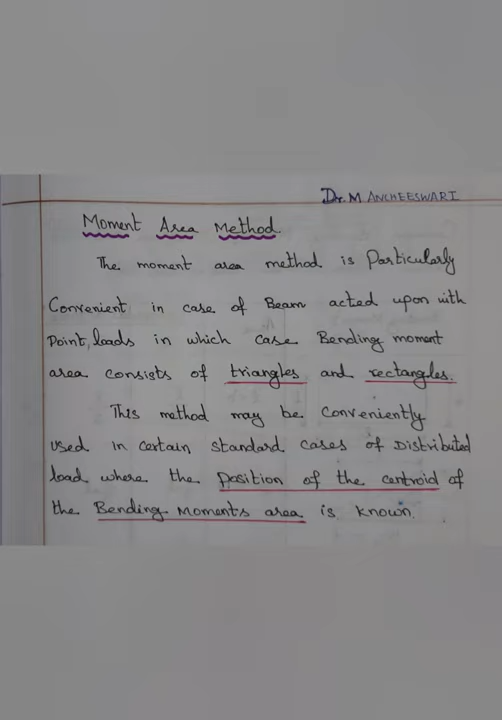 Dr. M ANCHEESWARI
Moment Area Method
The moment area method is Particularly
Convenient in case of Beam acted upon with
Point loads in which case Bending moment
area consists of triangles and rectangles.
This method may be conveniently
used in certain standard cases of Distributed
load where the position of the centroid of
the Bending Moments area is known.